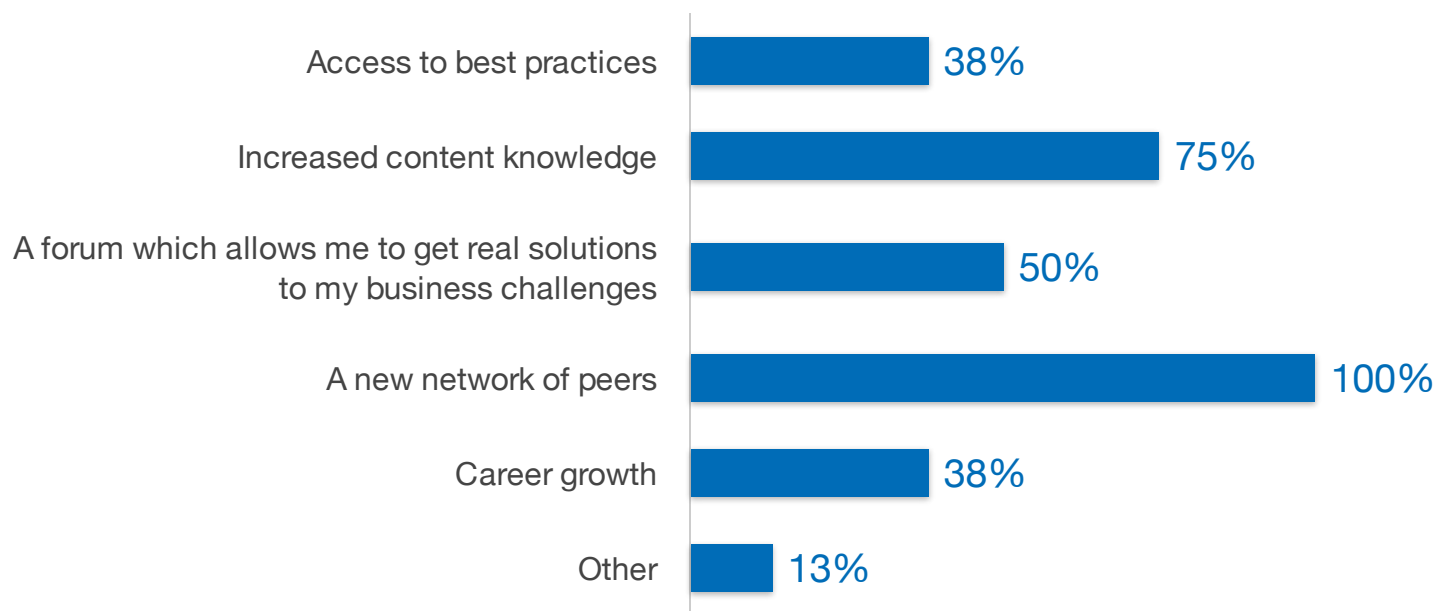 Access to best practices 38%
Increased content knowledge 75%
A forum which allows me to get real solutions
to my business challenges 50%
A new network of peers 100%
Career growth 38%
Other 13%